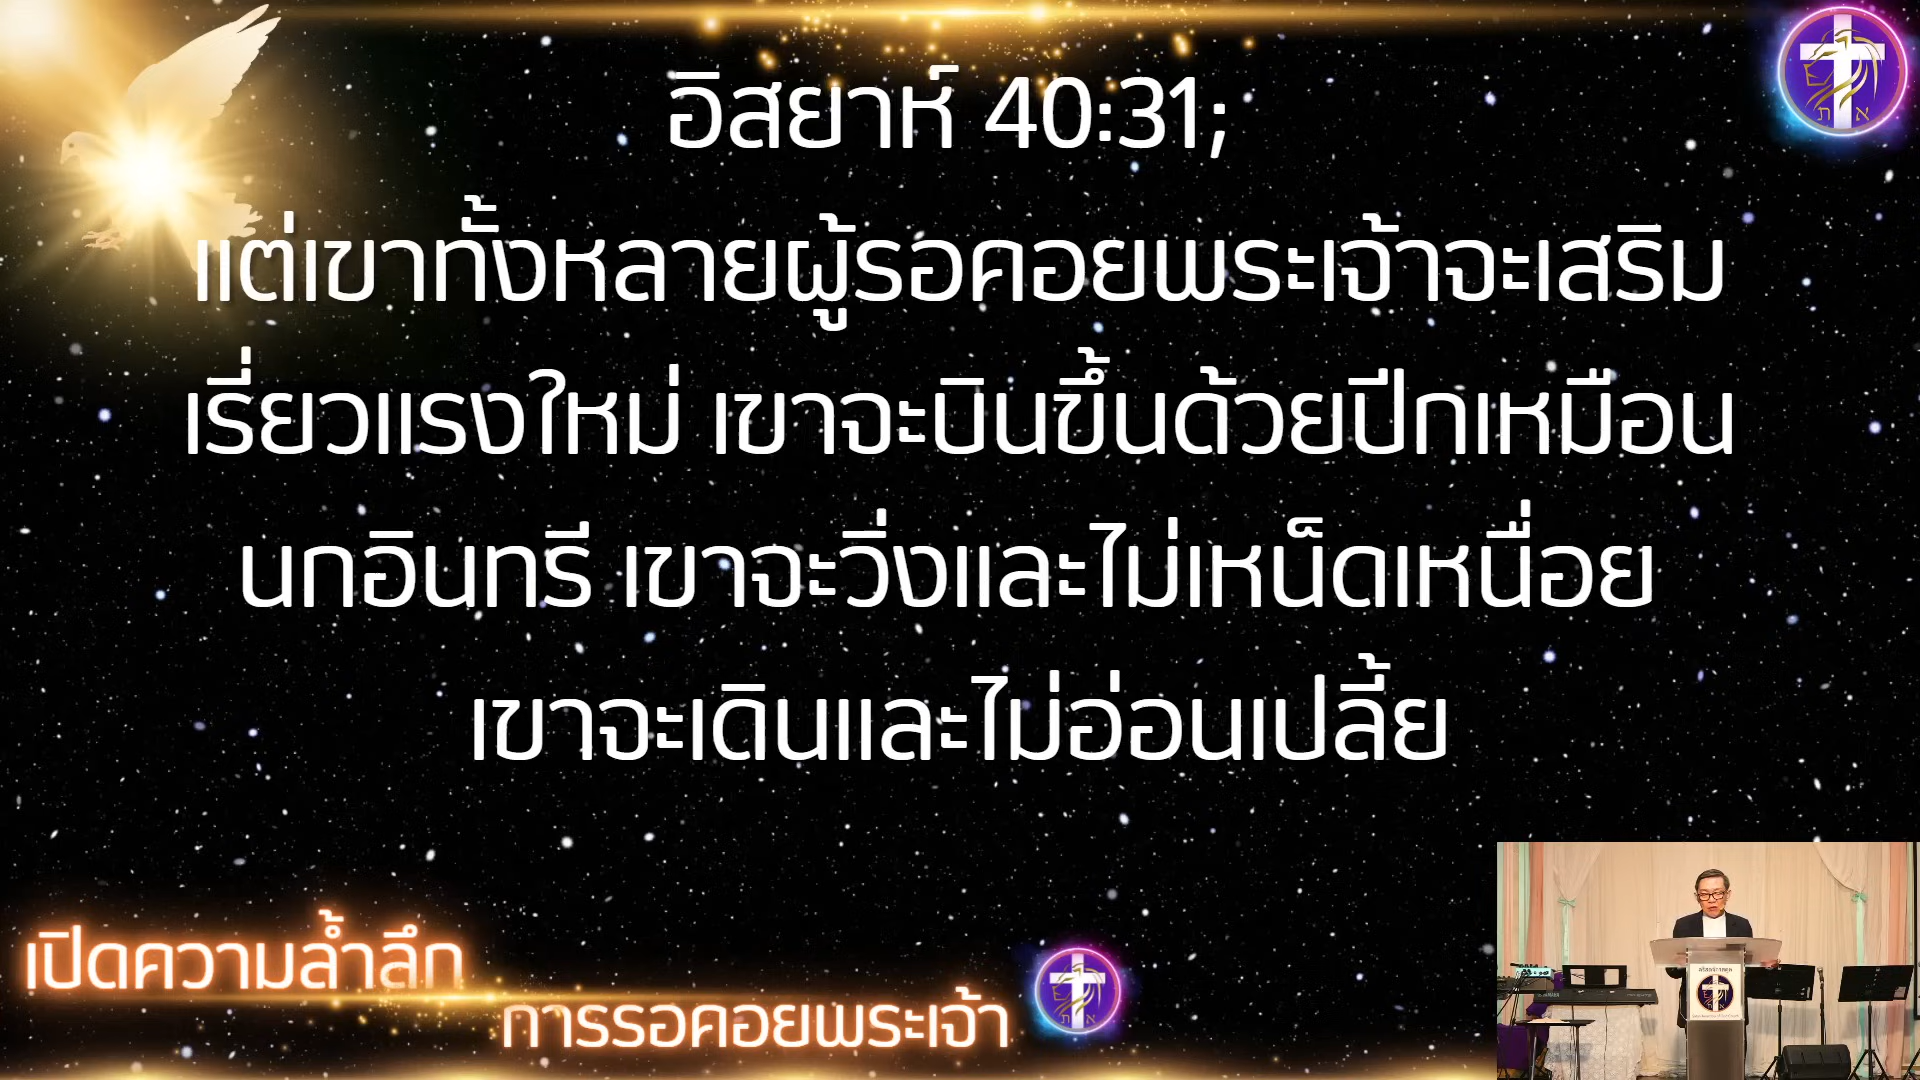 อิสยาห์ 40:31;
แต่เขาทั้งหลายผู้รอคอยพระเจ้าจะเสริม
เรี่ยวแรงใหม่ เขาจะบินขึ้นด้วยปีกเหมือน
นกอินทรี เขาจะวิ่งและไม่เหน็ดเหนื่อย
เขาจะเดินและไม่อ่อนเปลี้ย
เปิดความล้ำลึก
การรอคอยพระเจ้า
ת א
ת א